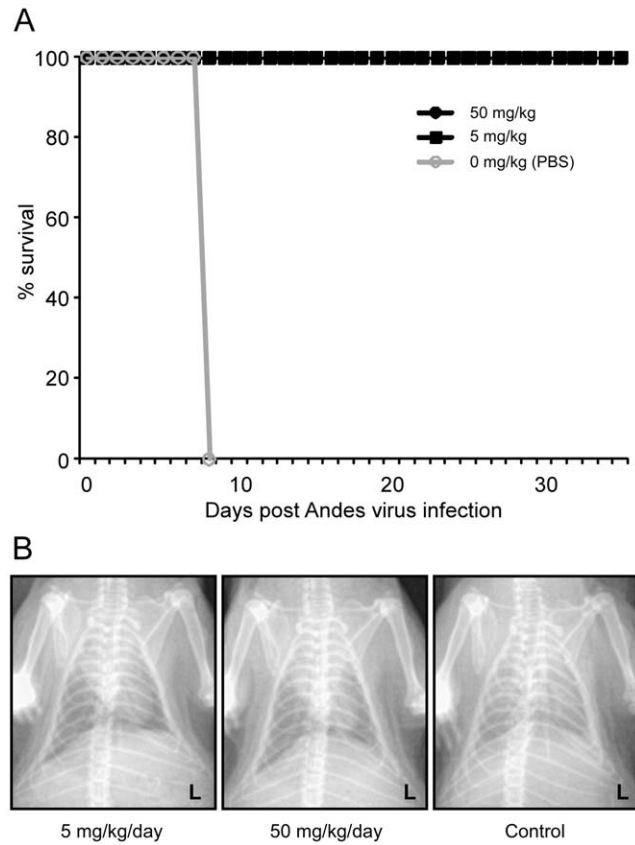 A
100
80
60
40
20
0
% survival
50 mg/kg
5 mg/kg
0 mg/kg (PBS)
0 10 20 30
Days post Andes virus infection
B
L L L
5 mg/kg/day 50 mg/kg/day Control